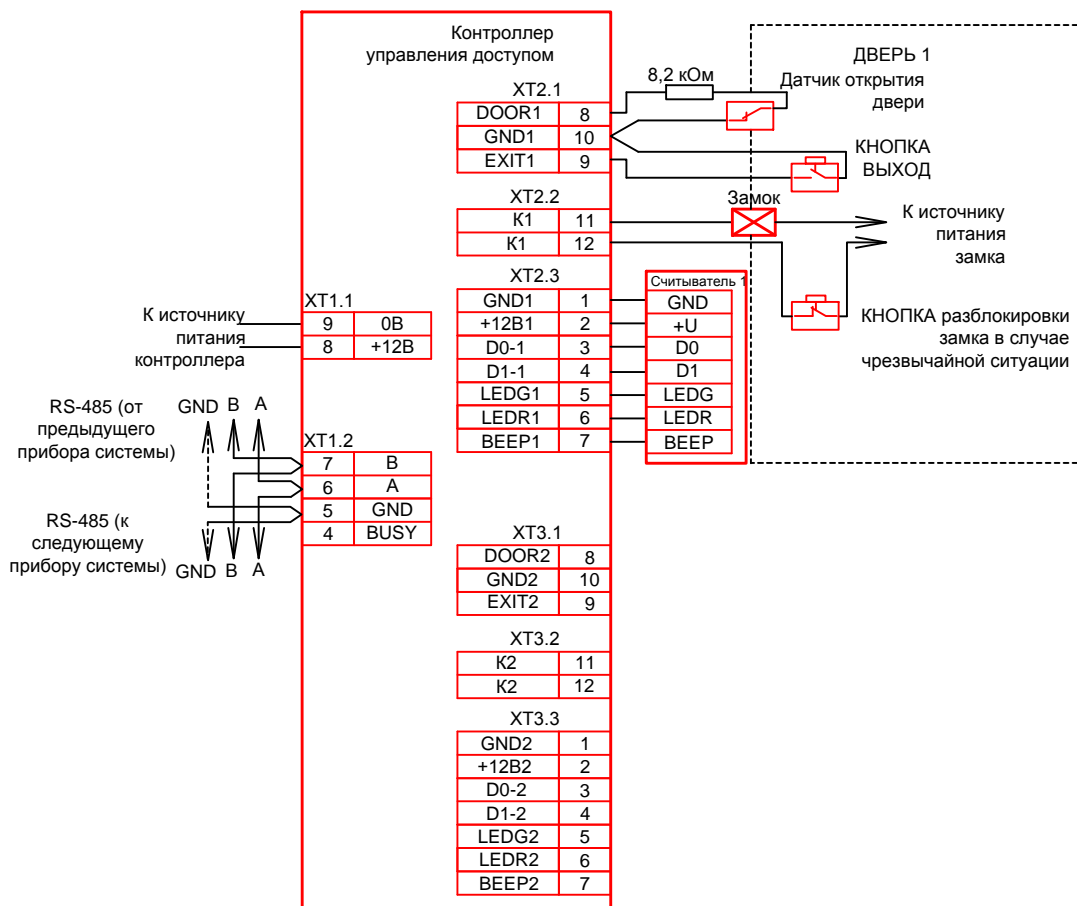 Контроллер
управления доступом
XT2.1
DOOR1 8
GND1 10
EXIT1 9
XT2.2
К1 11
К1 12
XT2.3
GND1 1
+12В1 2
D0-1 3
D1-1 4
LEDG1 5
LEDR1 6
BEEP1 7
8,2 кОм
ДВЕРЬ 1
Датчик открытия
двери
КНОПКА
ВЫХОД
Замок
К источнику
питания
замка
КНОПКА разблокировки
замка в случае
чрезвычайной ситуации
Считыватель 1
GND
+U
D0
D1
LEDG
LEDR
BEEP
XT1.1
9 0В
8 +12В
К источнику
питания
контроллера
RS-485 (от
предыдущего
прибора системы)
GND B A
XT1.2
7 B
6 A
5 GND
4 BUSY
RS-485 (к
следующему
прибору системы)
GND B A
XT3.1
DOOR2 8
GND2 10
EXIT2 9
XT3.2
К2 11
К2 12
XT3.3
GND2 1
+12В2 2
D0-2 3
D1-2 4
LEDG2 5
LEDR2 6
BEEP2 7